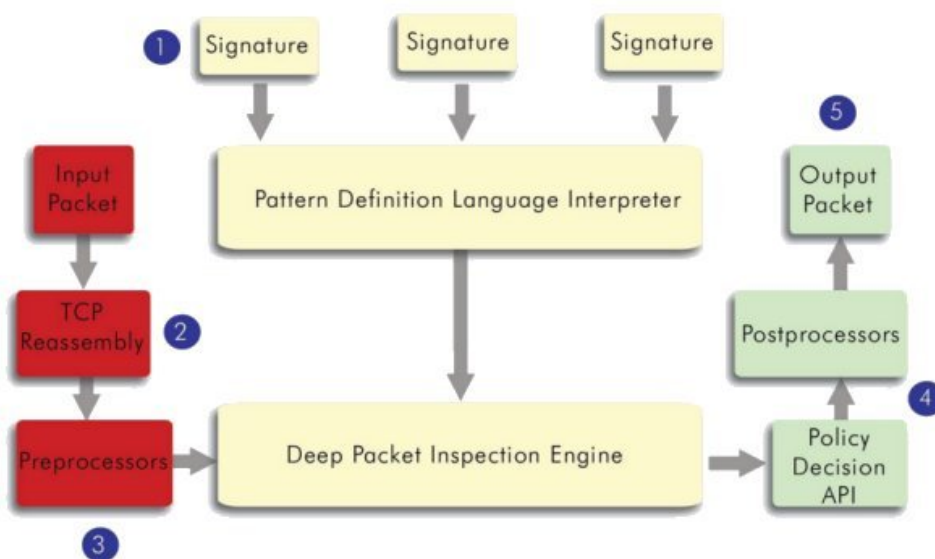 1
Signature
Signature
Signature
5
Input
Packet
Pattern Definition Language Interpreter
Output
Packet
TCP
Reassembly
2
Postprocessors
4
Preprocessors
Deep Packet Inspection Engine
Policy
Decision
API
3